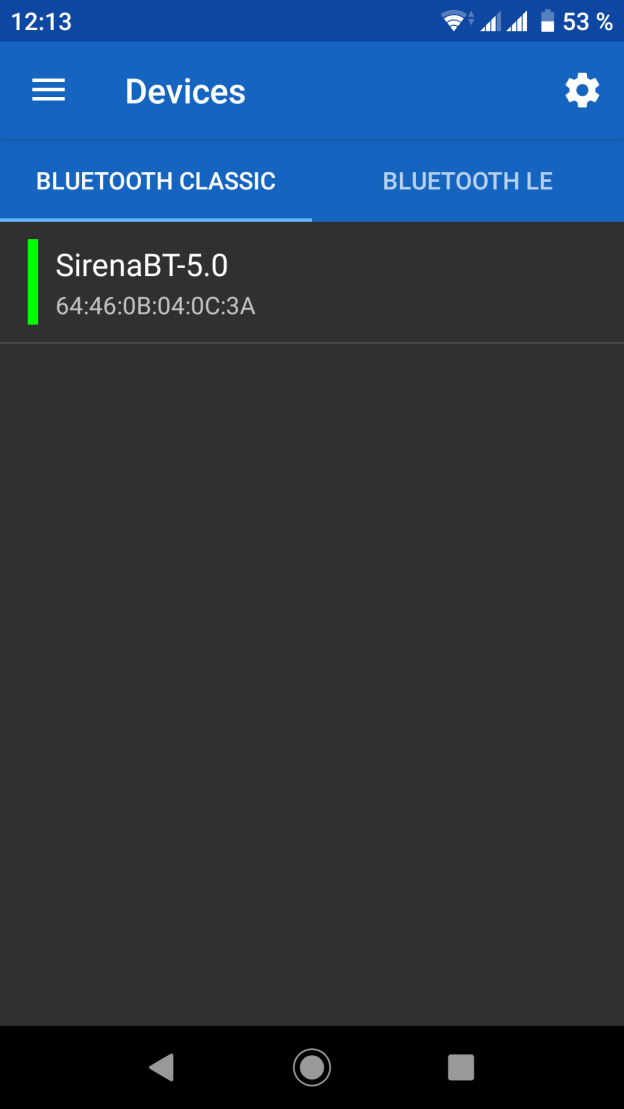 12:13
53 %
Devices
BLUETOOTH CLASSIC
BLUETOOTH LE
SirenaBT-5.0
64:46:0B:04:0C:3A